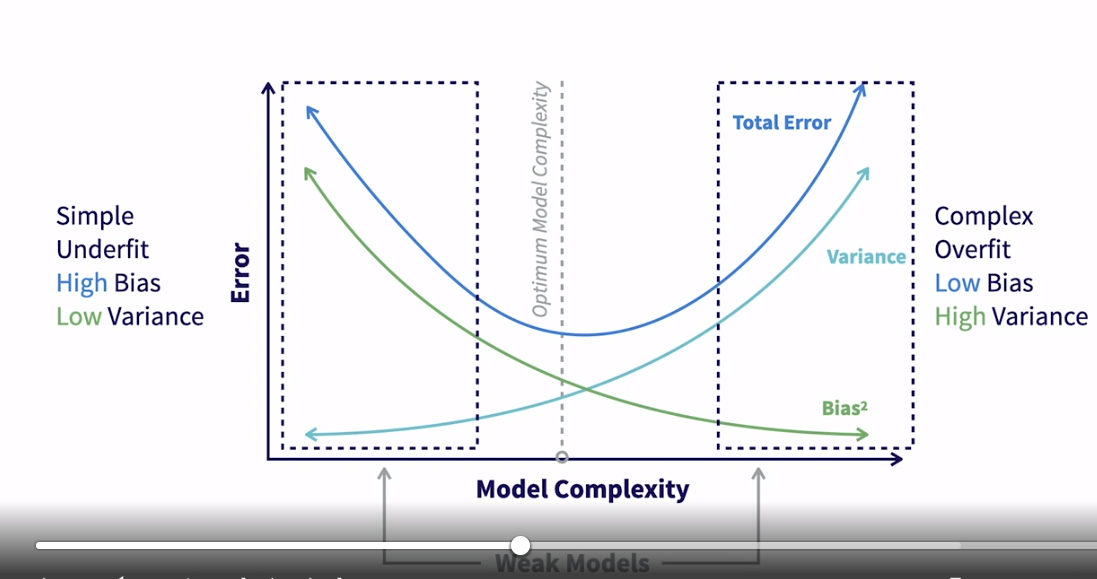 Optimum Model Complexity
Total Error
Variance
Bias²
Error
Simple
Underfit
High Bias
Low Variance
Complex
Overfit
Low Bias
High Variance
Model Complexity
Weak Models